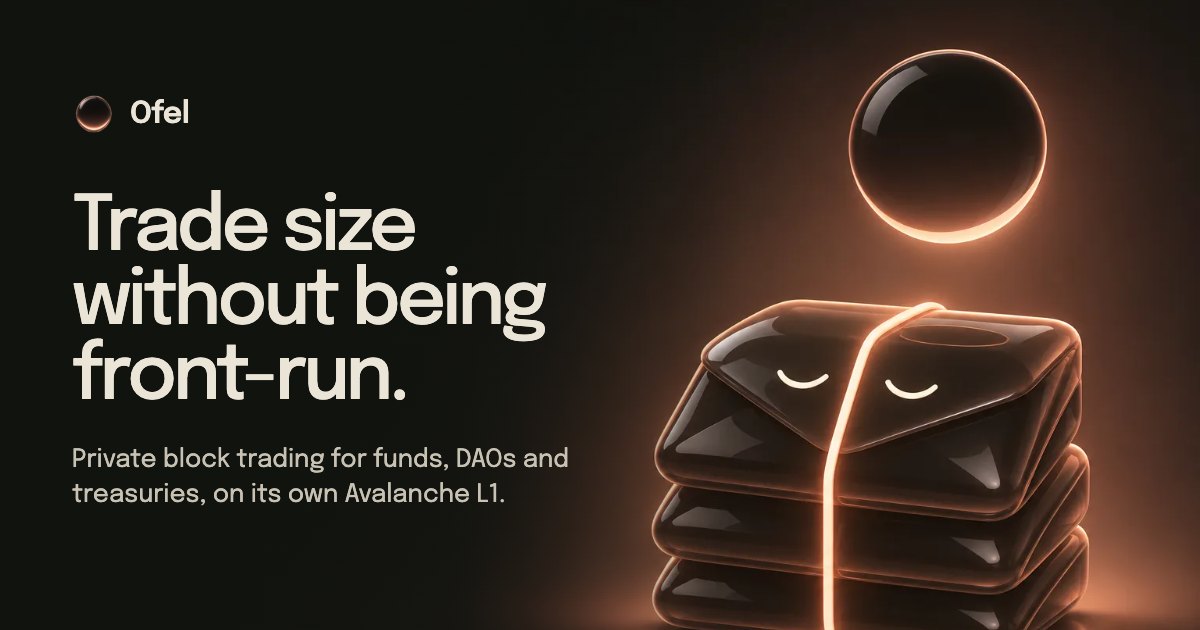 Ofel
Trade size
without being
front-run.
Private block trading for funds, DAOs and
treasuries, on its own Avalanche L1.